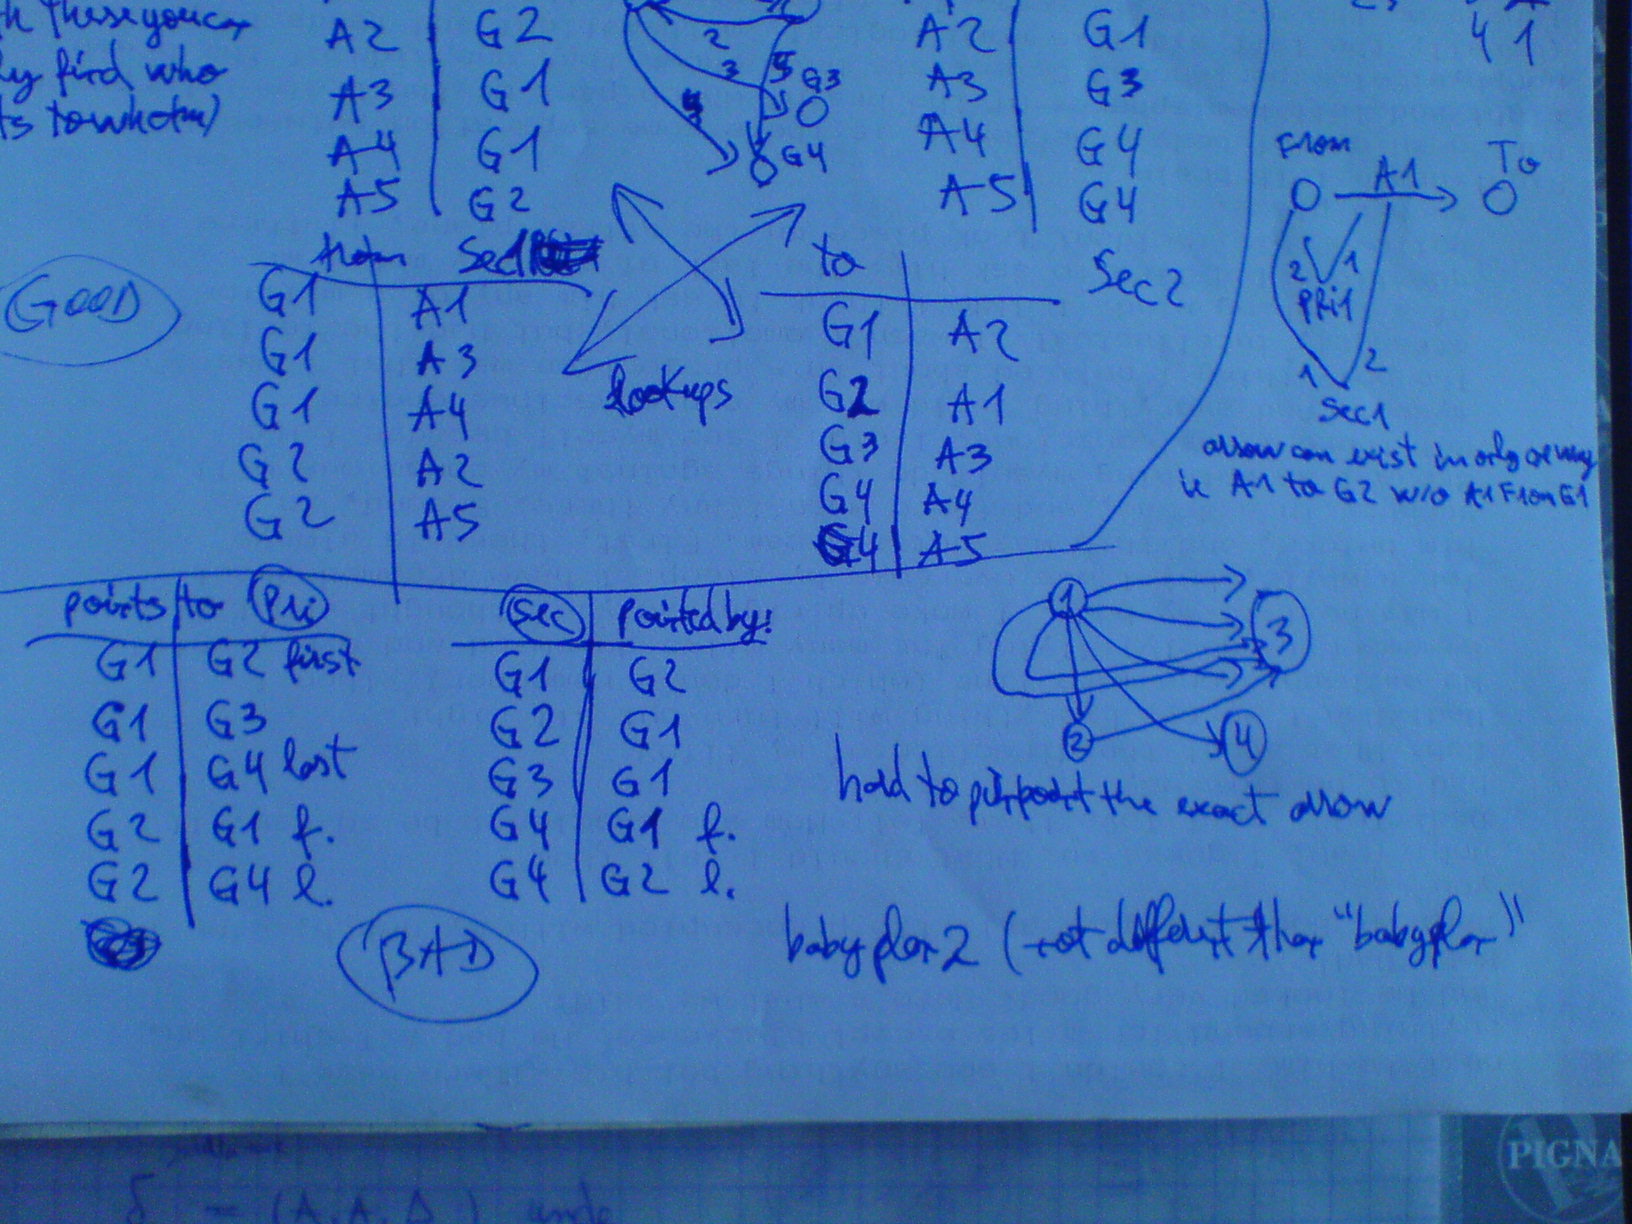 these you can
A2 G2
2
A2 G1
4 1
find who
A3 G1
3 5 G3
A3 G3
to whom)
A4 G1
4 G4
A4 G4
From A1 To
A5 G2
A5 G4
2 1
PRi1
1 2
Sec1
arrow can exist in only one way
ie A1 to G2 w/o A1 From G1
GOOD
from Sec1
G1 A1
G1 A3
G1 A4
G2 A2
G2 A5
lookups
to Sec2
G1 A2
G2 A1
G3 A3
G4 A4
G4 A5
points to Pri
G1 G2 first
G1 G3
G1 G4 last
G2 G1 f.
G2 G4 l.
Sec pointed by:
G1 G2
G2 G1
G3 G1
G4 G1 f.
G4 G2 l.
BAD
1
3
2
4
hard to pinpoint the exact arrow
babyplan 2 (not different than "babyplan")
PIGNA